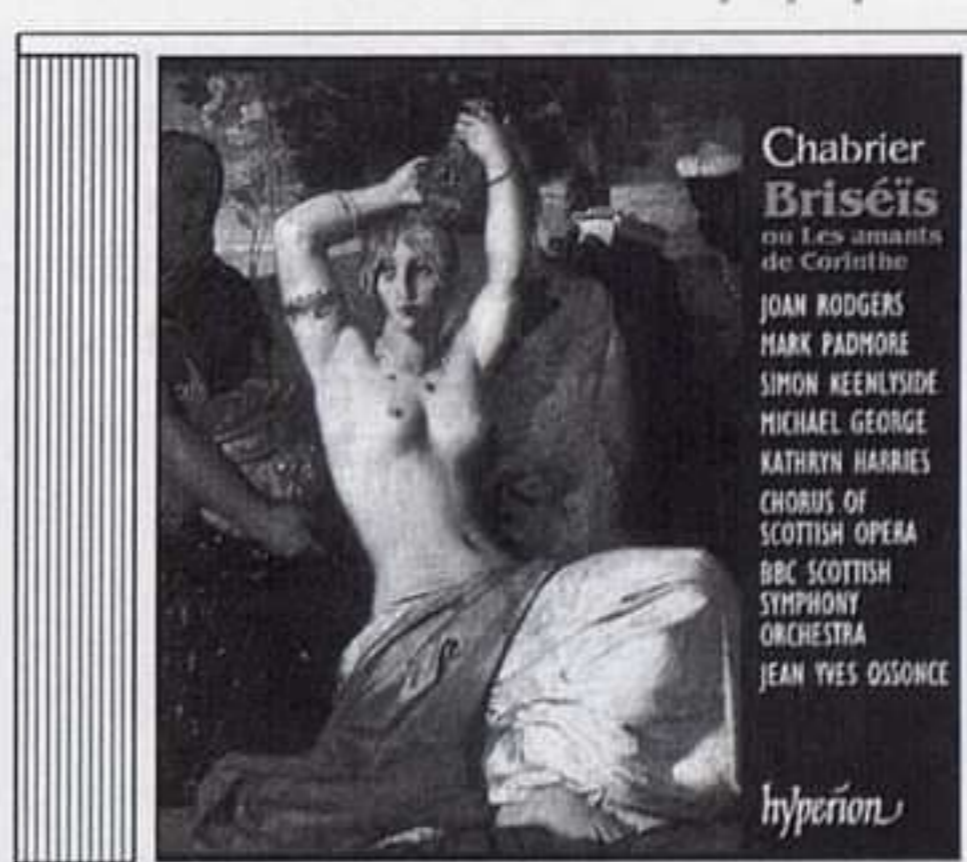 Chabrier
Briséïs
ou Les amants
de Corinthe
JOAN RODGERS
MARK PADMORE
SIMON KEENLYSIDE
MICHAEL GEORGE
KATHRYN HARRIES
CHORUS OF
SCOTTISH OPERA
BBC SCOTTISH
SYMPHONY
ORCHESTRA
JEAN YVES OSSONCE
hyperion